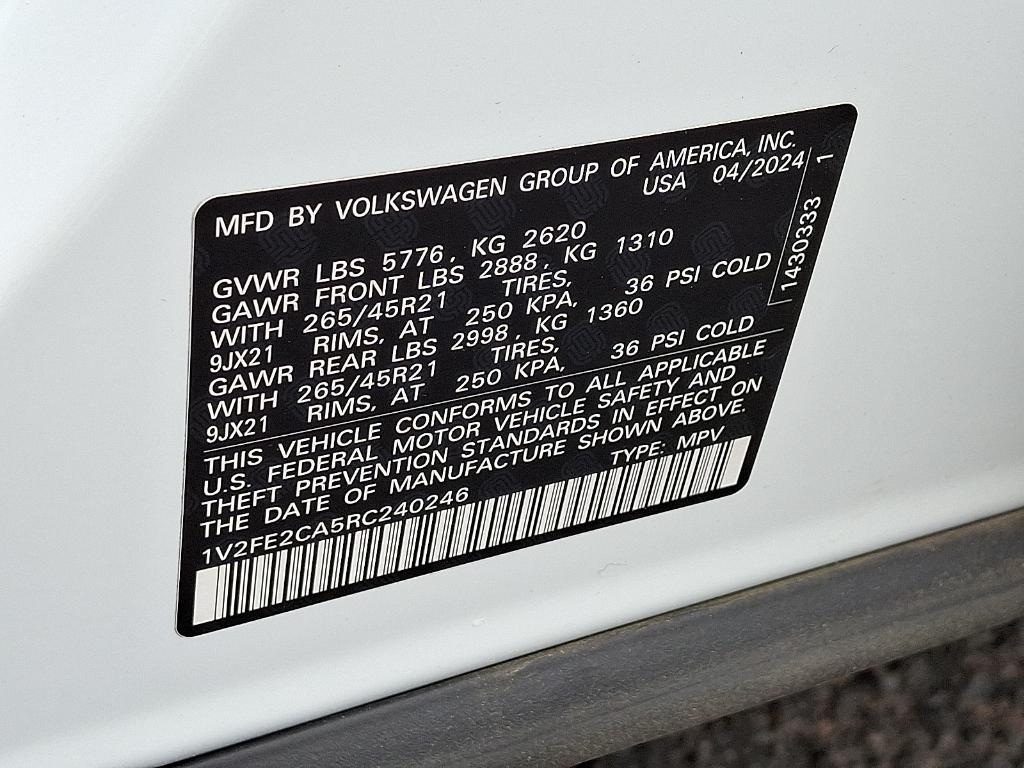 MFD BY VOLKSWAGEN GROUP OF AMERICA, INC.
USA 04/2024
GVWR LBS 5776, KG 2620
GAWR FRONT LBS 2888, KG 1310
WITH 265/45R21 TIRES,
9JX21 RIMS, AT 250 KPA, 36 PSI COLD
GAWR REAR LBS 2998, KG 1360
WITH 265/45R21 TIRES,
9JX21 RIMS, AT 250 KPA, 36 PSI COLD
1430333 1
THIS VEHICLE CONFORMS TO ALL APPLICABLE
U.S. FEDERAL MOTOR VEHICLE SAFETY AND
THEFT PREVENTION STANDARDS IN EFFECT ON
THE DATE OF MANUFACTURE SHOWN ABOVE.
1V2FE2CA5RC240246 TYPE: MPV